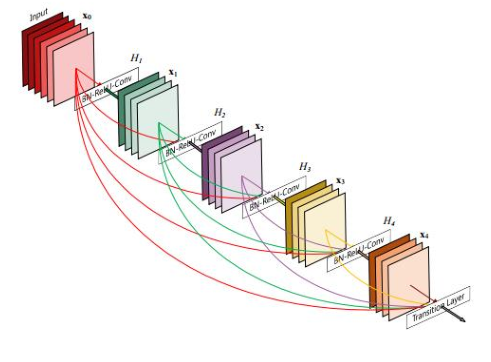 Input
x0
H1
BN-ReLU-Conv
x1
H2
BN-ReLU-Conv
x2
H3
BN-ReLU-Conv
x3
H4
BN-ReLU-Conv
x4
Transition Layer